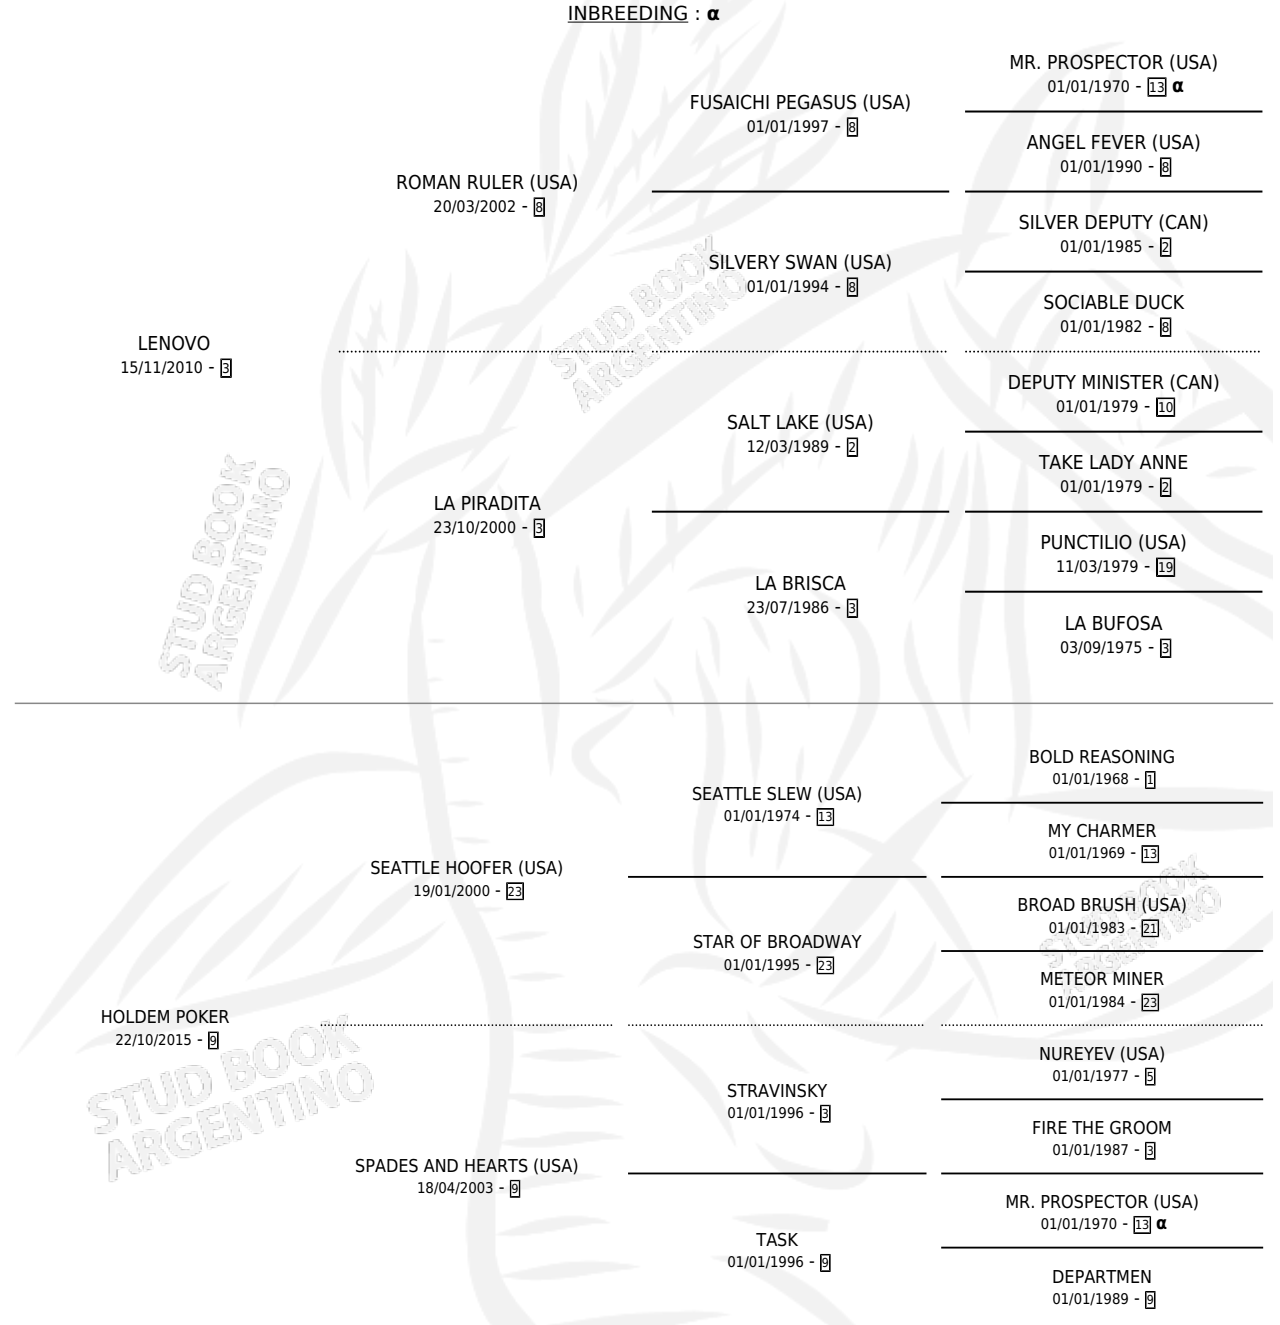 INBREEDING : α
MR. PROSPECTOR (USA)
01/01/1970 - 13 α
FUSAICHI PEGASUS (USA)
01/01/1997 - 8
ANGEL FEVER (USA)
01/01/1990 - 8
ROMAN RULER (USA)
20/03/2002 - 8
SILVER DEPUTY (CAN)
01/01/1985 - 2
SILVERY SWAN (USA)
01/01/1994 - 8
SOCIABLE DUCK
01/01/1982 - 8
LENOVO
15/11/2010 - 3
DEPUTY MINISTER (CAN)
01/01/1979 - 10
SALT LAKE (USA)
12/03/1989 - 2
TAKE LADY ANNE
01/01/1979 - 2
LA PIRADITA
23/10/2000 - 3
PUNCTILIO (USA)
11/03/1979 - 19
LA BRISCA
23/07/1986 - 3
LA BUFOSA
03/09/1975 - 3
BOLD REASONING
01/01/1968 - 1
SEATTLE SLEW (USA)
01/01/1974 - 13
MY CHARMER
01/01/1969 - 13
SEATTLE HOOFER (USA)
19/01/2000 - 23
BROAD BRUSH (USA)
01/01/1983 - 21
STAR OF BROADWAY
01/01/1995 - 23
METEOR MINER
01/01/1984 - 23
HOLDEM POKER
22/10/2015 - 9
NUREYEV (USA)
01/01/1977 - 5
STRAVINSKY
01/01/1996 - 3
FIRE THE GROOM
01/01/1987 - 3
SPADES AND HEARTS (USA)
18/04/2003 - 9
MR. PROSPECTOR (USA)
01/01/1970 - 13 α
TASK
01/01/1996 - 9
DEPARTMEN
01/01/1989 - 9
STUD BOOK
ARGENTINO
STUD BOOK
ARGENTINO
STUD BOOK
ARGENTINO
STUD BOOK
ARGENTINO